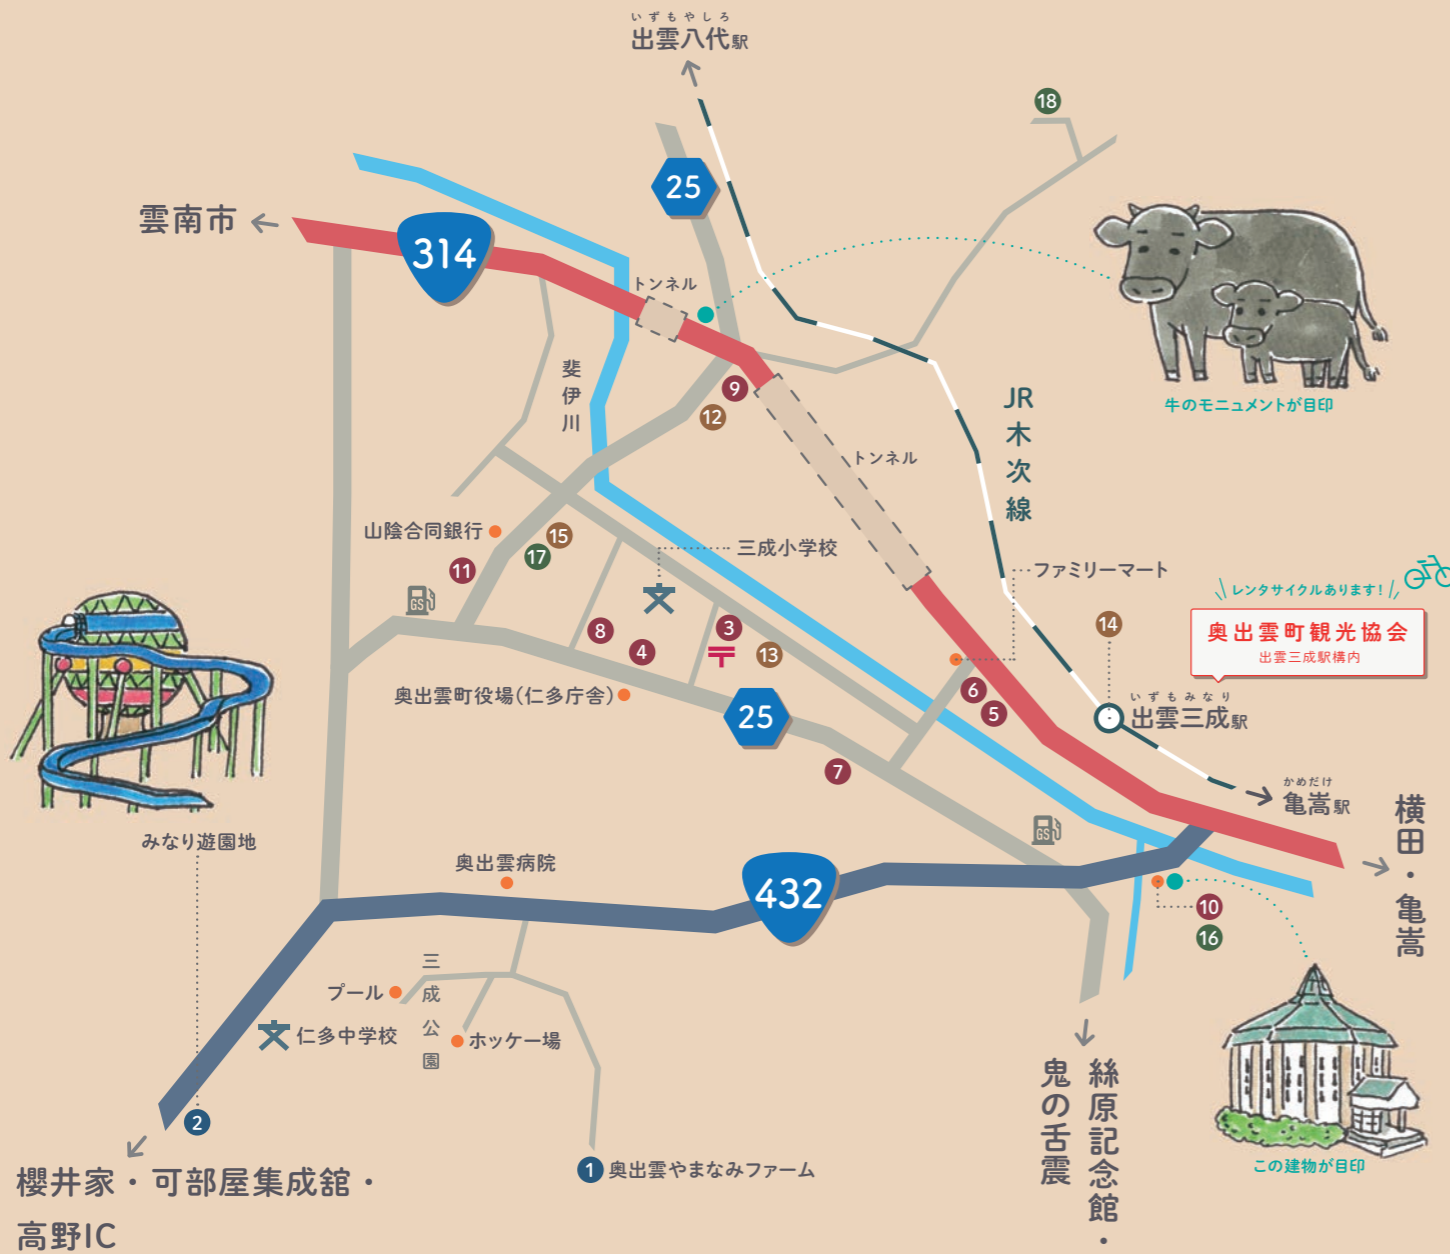 いずもやしろ
出雲八代駅
18
25
雲南市
314
トンネル
斐伊川
9
12
JR木次線
牛のモニュメントが目印
トンネル
山陰合同銀行
15
17
11
三成小学校
ファミリーマート
レンタサイクルあります!
奥出雲町観光協会
出雲三成駅構内
GS
8
4
3
13
14
奥出雲町役場(仁多庁舎)
25
6
5
いずもみなり
出雲三成駅
7
かめだけ
亀嵩駅
横田・亀嵩
GS
みなり遊園地
奥出雲病院
432
10
16
三成公園
プール
仁多中学校
ホッケー場
2
1 奥出雲やまなみファーム
絲原記念館・
鬼の舌震
この建物が目印
櫻井家・可部屋集成館・
高野IC